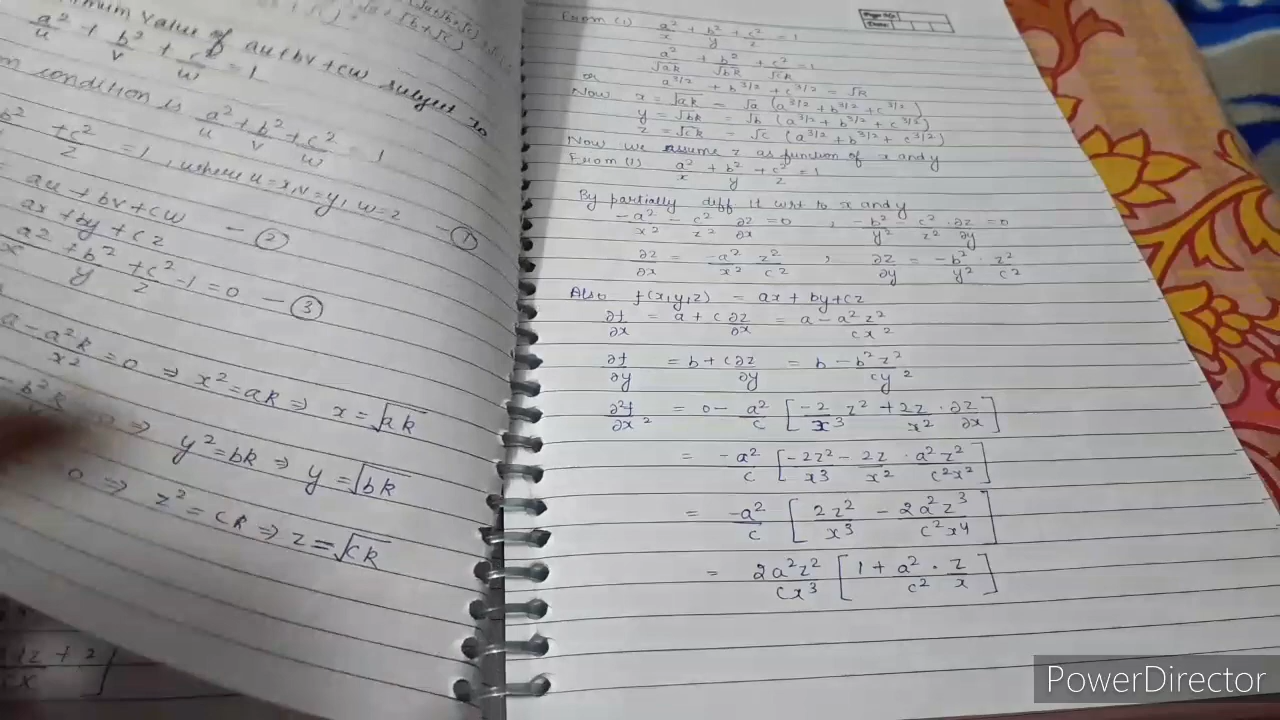 mum value of au+bv+cw subject to
a²/u + b²/v + c²/w = 1
condition is a²/u + b²/v + c²/w = 1
b²/ + c²/z = 1, where u=x, v=y, w=z —①
au+bv+cw —②
ax+by+cz
a²/x + b²/y + c²/z - 1 = 0 —③
a - a²k/x² = 0 ⇒ x² = ak ⇒ x = √ak
⇒ y² = bk ⇒ y = √bk
0 ⇒ z² = ck ⇒ z = √ck
From (1) a²/x + b²/y + c²/z = 1
a²/√ak + b²/√bk + c²/√ck = 1
or a^3/2 + b^3/2 + c^3/2 = √k
Now x = √ak = √a (a^3/2 + b^3/2 + c^3/2)
y = √bk = √b (a^3/2 + b^3/2 + c^3/2)
z = √ck = √c (a^3/2 + b^3/2 + c^3/2)
Now we assume z as function of x and y
From (1) a²/x + b²/y + c²/z = 1
By partially diff it wrt to x and y
-a²/x² - c²/z² ∂z/∂x = 0 , -b²/y² - c²/z² · ∂z/∂y = 0
∂z/∂x = -a²/x² z²/c² , ∂z/∂y = -b²/y² · z²/c²
Also f(x,y,z) = ax+by+cz
∂f/∂x = a + c∂z/∂x = a - a²z²/cx²
∂f/∂y = b + c∂z/∂y = b - b²z²/cy²
∂²f/∂x² = 0 - a²/c [-2/x³ z² + 2z/x² · ∂z/∂x]
= -a²/c [-2z²/x³ - 2z/x² · a²z²/c²x²]
= -a²/c [2z²/x³ - 2a²z³/c²x⁴]
= 2a²z²/cx³ [1 + a²/c² · z/x]
PowerDirector